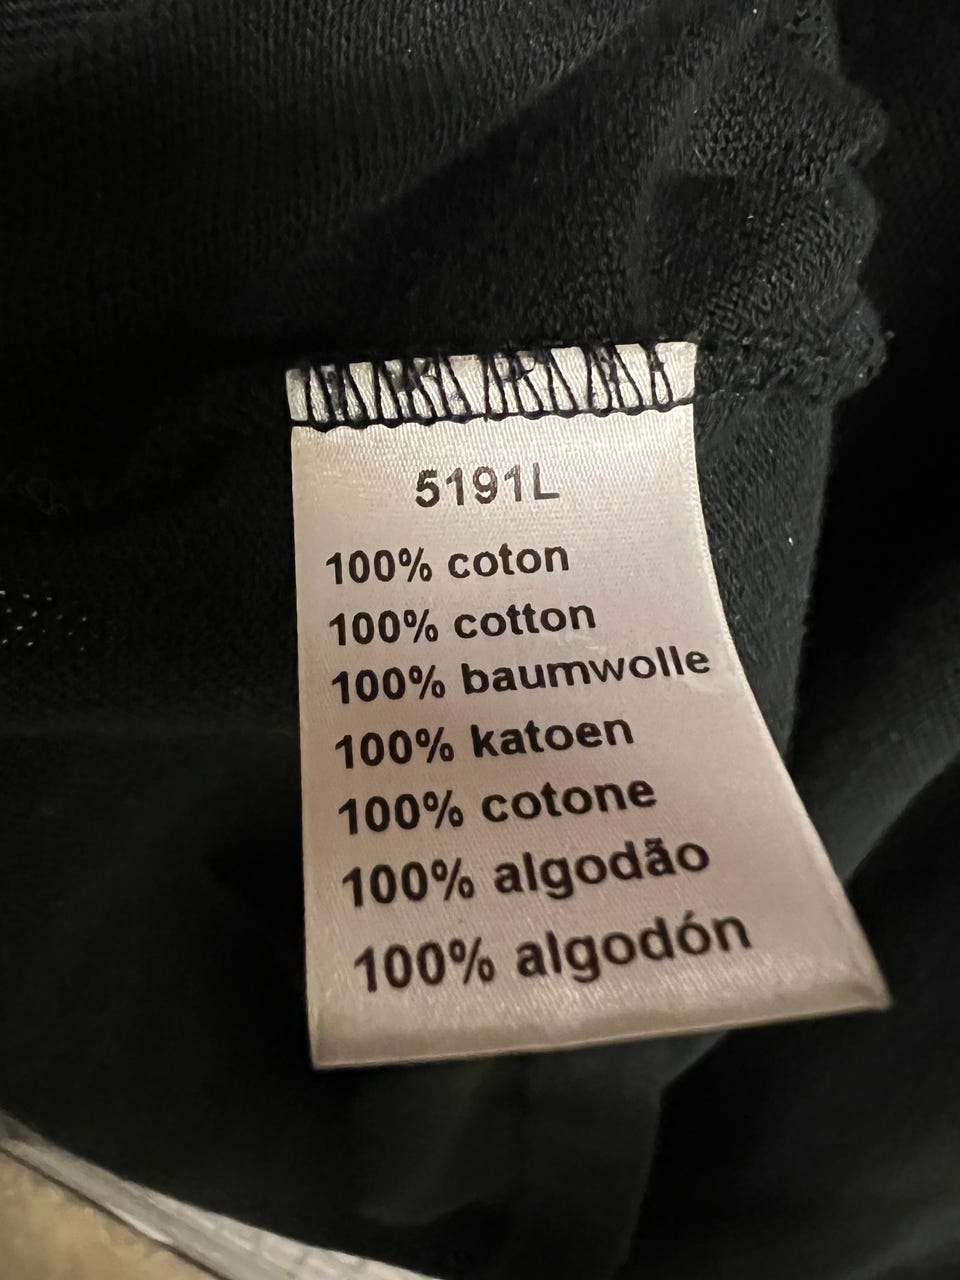 5191L
100% coton
100% cotton
100% baumwolle
100% katoen
100% cotone
100% algodão
100% algodón